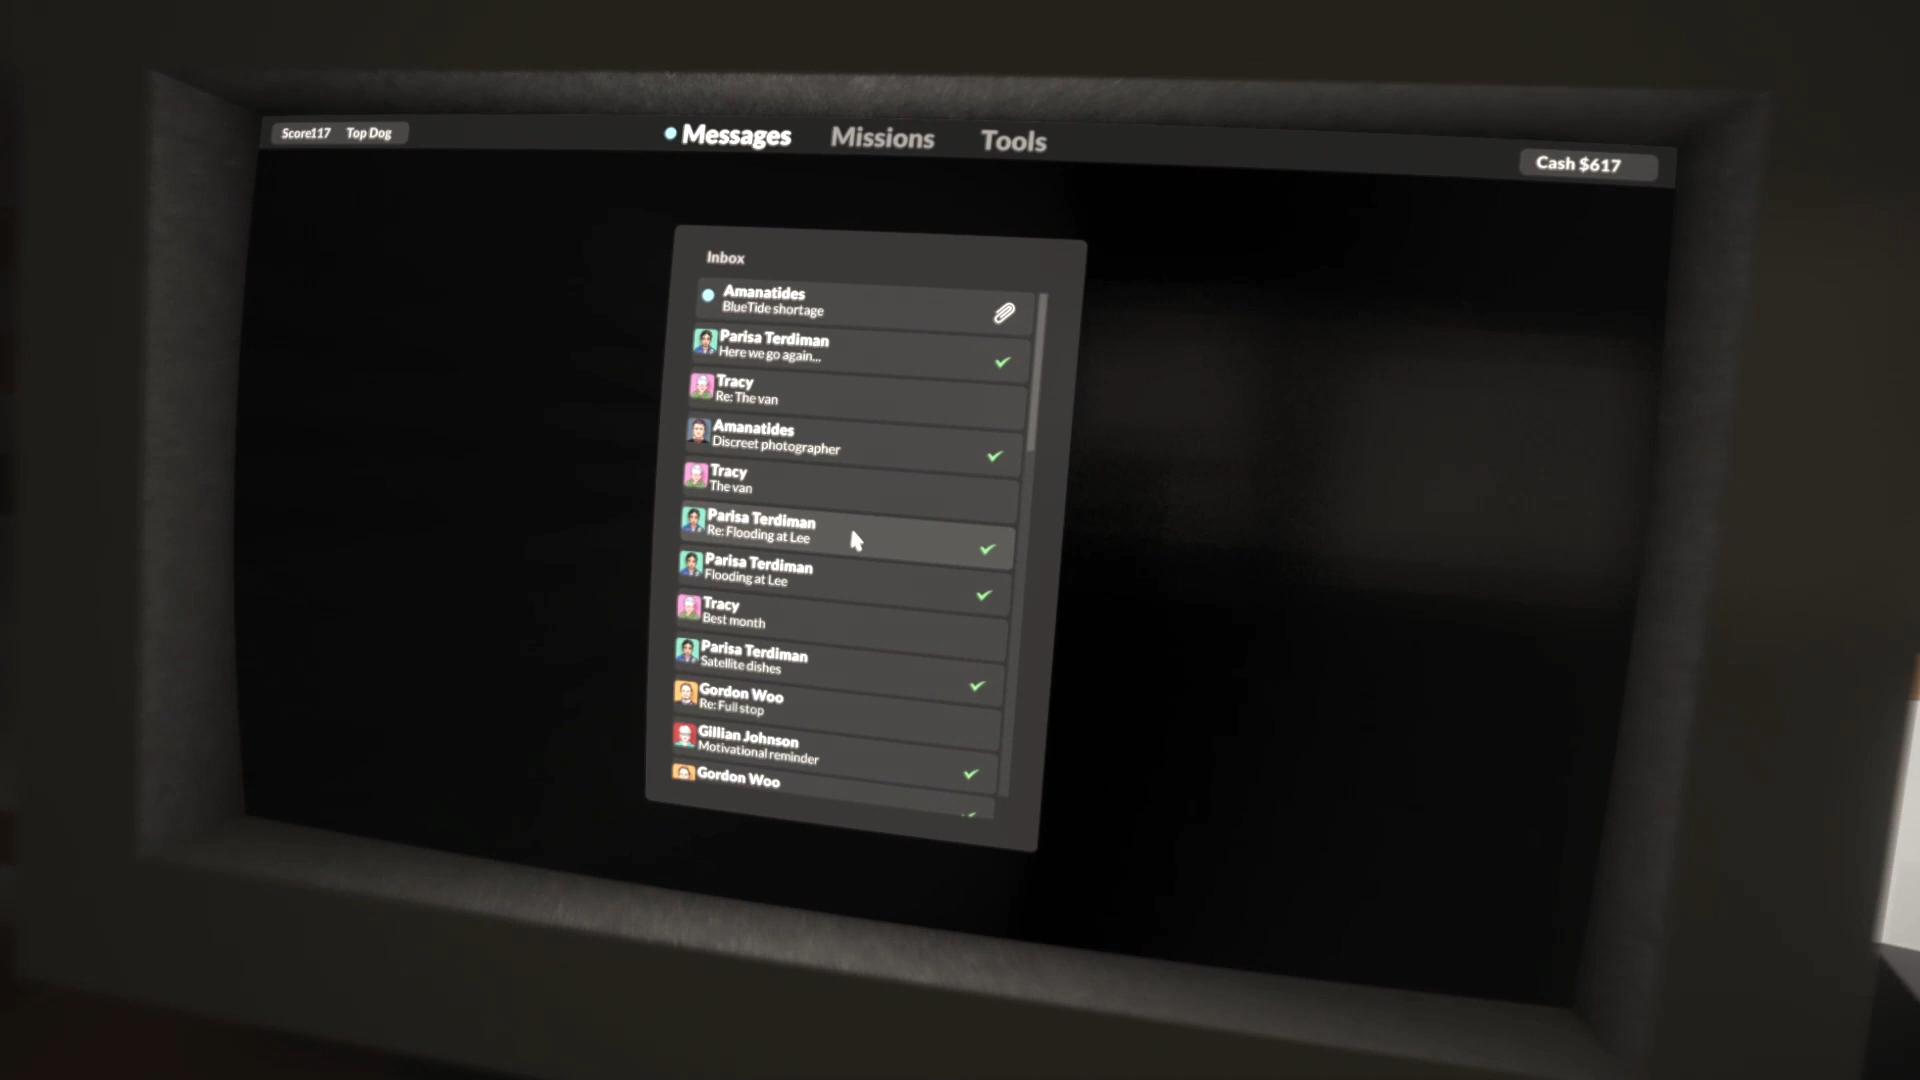 Score117 Top Dog
Messages Missions Tools
Cash $617
Inbox
Amanatides
BlueTide shortage
Parisa Terdiman
Here we go again...
Tracy
Re: The van
Amanatides
Discreet photographer
Tracy
The van
Parisa Terdiman
Re: Flooding at Lee
Parisa Terdiman
Flooding at Lee
Tracy
Best month
Parisa Terdiman
Satellite dishes
Gordon Woo
Re: Full stop
Gillian Johnson
Motivational reminder
Gordon Woo